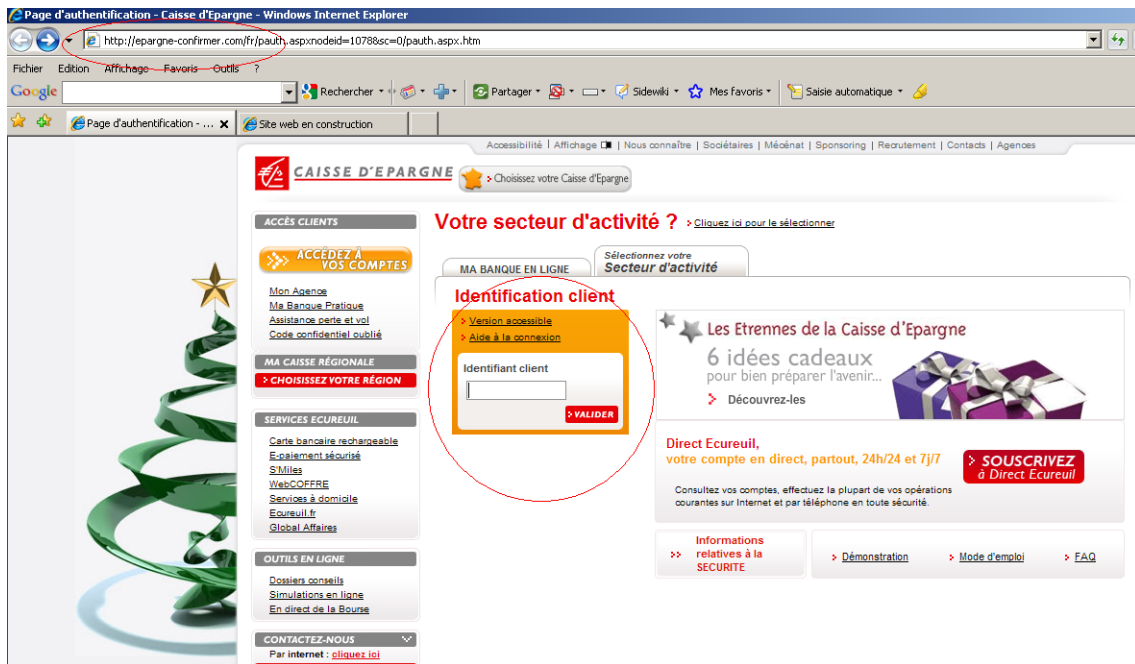 Page d'authentification - Caisse d'Epargne - Windows Internet Explorer
http://epargne-confirmer.com/fr/pauth.aspxnodeid=1078&sc=0/pauth.aspx.htm
Fichier Edition Affichage Favoris Outils ?
Google Rechercher Partager Sidewiki Mes favoris Saisie automatique
Page d'authentification - ... X Site web en construction
Accessibilité | Affichage | Nous connaître | Sociétaires | Mécénat | Sponsoring | Recrutement | Contacts | Agences
CAISSE D'EPARGNE Choisissez votre Caisse d'Epargne
ACCÈS CLIENTS
ACCÉDEZ À
VOS COMPTES
Mon Agence
Ma Banque Pratique
Assistance perte et vol
Code confidentiel oublié
MA CAISSE RÉGIONALE
CHOISISSEZ VOTRE RÉGION
SERVICES ECUREUIL
Carte bancaire rechargeable
E-paiement sécurisé
S'Miles
WebCOFFRE
Services à domicile
Ecureuil.fr
Global Affaires
OUTILS EN LIGNE
Dossiers conseils
Simulations en ligne
En direct de la Bourse
CONTACTEZ-NOUS
Par internet : cliquez ici
Votre secteur d'activité ? Cliquez ici pour le sélectionner
MA BANQUE EN LIGNE
Sélectionnez votre
Secteur d'activité
Identification client
Version accessible
Aide à la connexion
Identifiant client
VALIDER
Les Etrennes de la Caisse d'Epargne
6 idées cadeaux
pour bien préparer l'avenir...
Découvrez-les
Direct Ecureuil,
votre compte en direct, partout, 24h/24 et 7j/7
Consultez vos comptes, effectuez la plupart de vos opérations
courantes sur Internet et par téléphone en toute sécurité.
SOUSCRIVEZ
à Direct Ecureuil
Informations
relatives à la
SECURITE
Démonstration Mode d'emploi FAQ